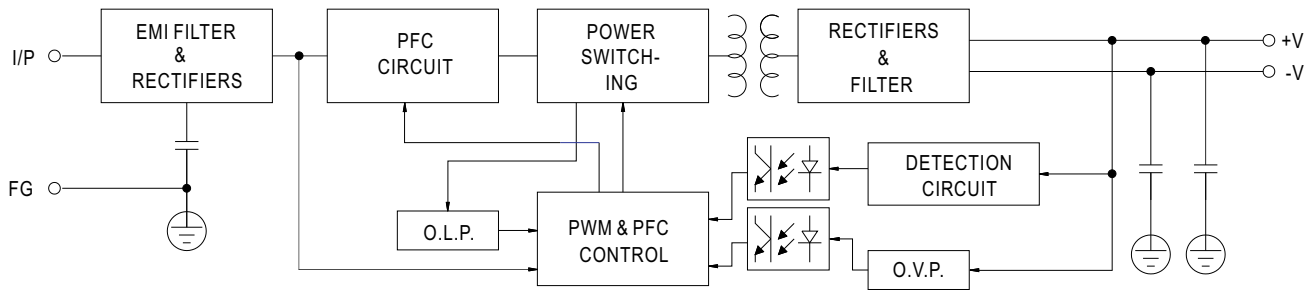 I/P
EMI FILTER
&
RECTIFIERS
PFC
CIRCUIT
POWER
SWITCH-
ING
RECTIFIERS
&
FILTER
+V
-V
FG
O.L.P.
PWM & PFC
CONTROL
DETECTION
CIRCUIT
O.V.P.